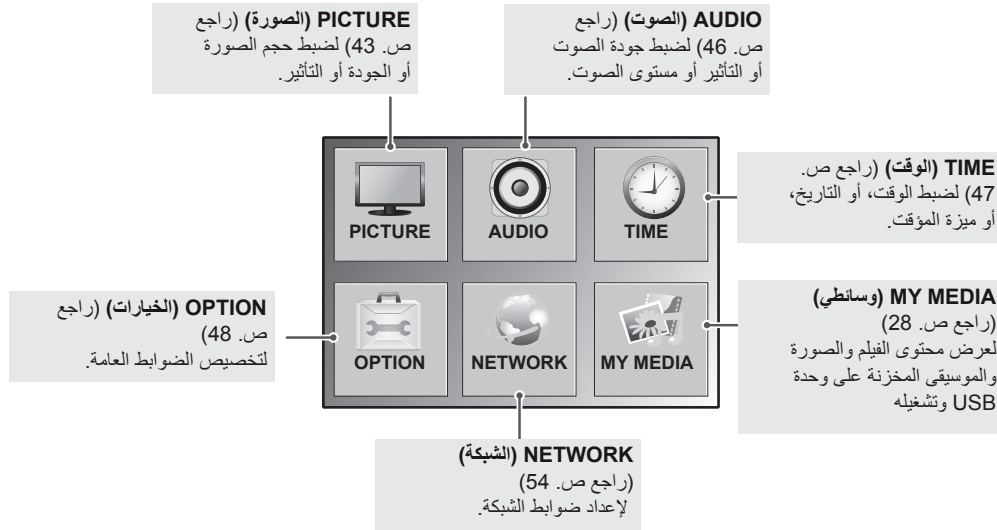 PICTURE (الصورة) (راجع
ص. 43) لضبط حجم الصورة
أو الجودة أو التأثير.
AUDIO (الصوت) (راجع
ص. 46) لضبط جودة الصوت
أو التأثير أو مستوى الصوت.
PICTURE
AUDIO
TIME
TIME (الوقت) (راجع ص.
47) لضبط الوقت، أو التاريخ،
أو ميزة المؤقت.
OPTION (الخيارات) (راجع
ص. 48)
لتخصيص الضوابط العامة.
OPTION
NETWORK
MY MEDIA
MY MEDIA (وسائطي)
(راجع ص. 28)
لعرض محتوى الفيلم والصورة
والموسيقى المخزنة على وحدة
USB وتشغيله
NETWORK (الشبكة)
(راجع ص. 54)
لإعداد ضوابط الشبكة.